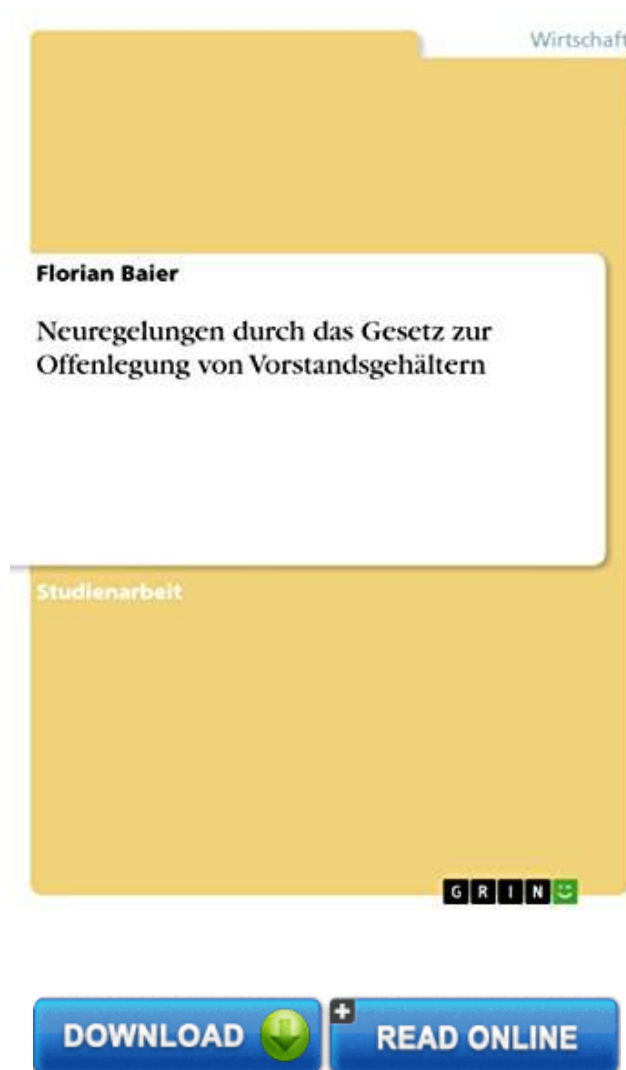 Wirtschaft
Florian Baier
Neuregelungen durch das Gesetz zur
Offenlegung von Vorstandsgehältern
Studienarbeit
GRIN
DOWNLOAD
READ ONLINE